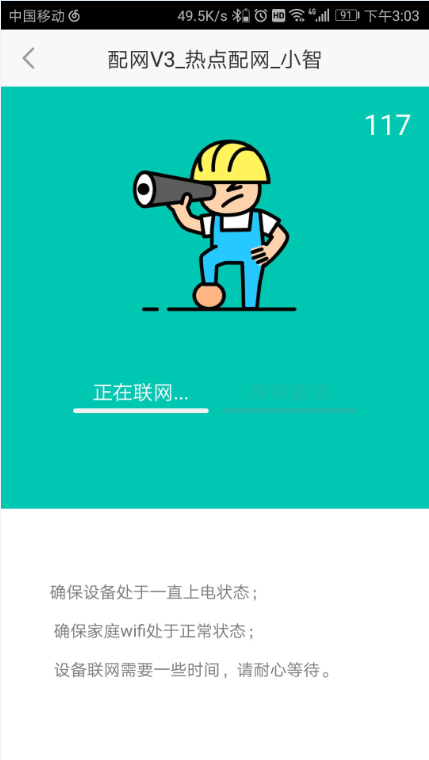 中国移动 49.5K/s HD 4G 91 下午3:03
配网V3_热点配网_小智
117
正在联网...
确保设备处于一直上电状态；
确保家庭wifi处于正常状态；
设备联网需要一些时间，请耐心等待。